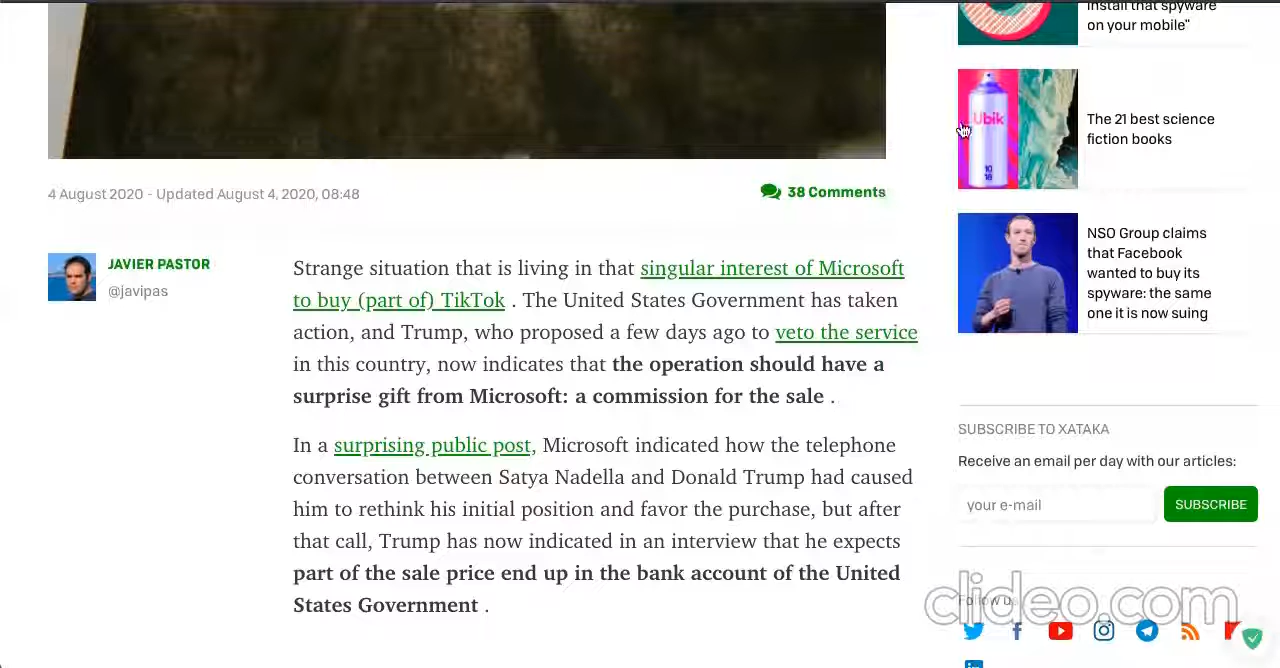 install that spyware
on your mobile"
Ubik
10
18
The 21 best science
fiction books
4 August 2020 - Updated August 4, 2020, 08:48
38 Comments
NSO Group claims
that Facebook
wanted to buy its
spyware: the same
one it is now suing
JAVIER PASTOR
@javipas
Strange situation that is living in that singular interest of Microsoft
to buy (part of) TikTok . The United States Government has taken
action, and Trump, who proposed a few days ago to veto the service
in this country, now indicates that the operation should have a
surprise gift from Microsoft: a commission for the sale .
In a surprising public post, Microsoft indicated how the telephone
conversation between Satya Nadella and Donald Trump had caused
him to rethink his initial position and favor the purchase, but after
that call, Trump has now indicated in an interview that he expects
part of the sale price end up in the bank account of the United
States Government .
SUBSCRIBE TO XATAKA
Receive an email per day with our articles:
your e-mail
SUBSCRIBE
Follow us
clideo.com